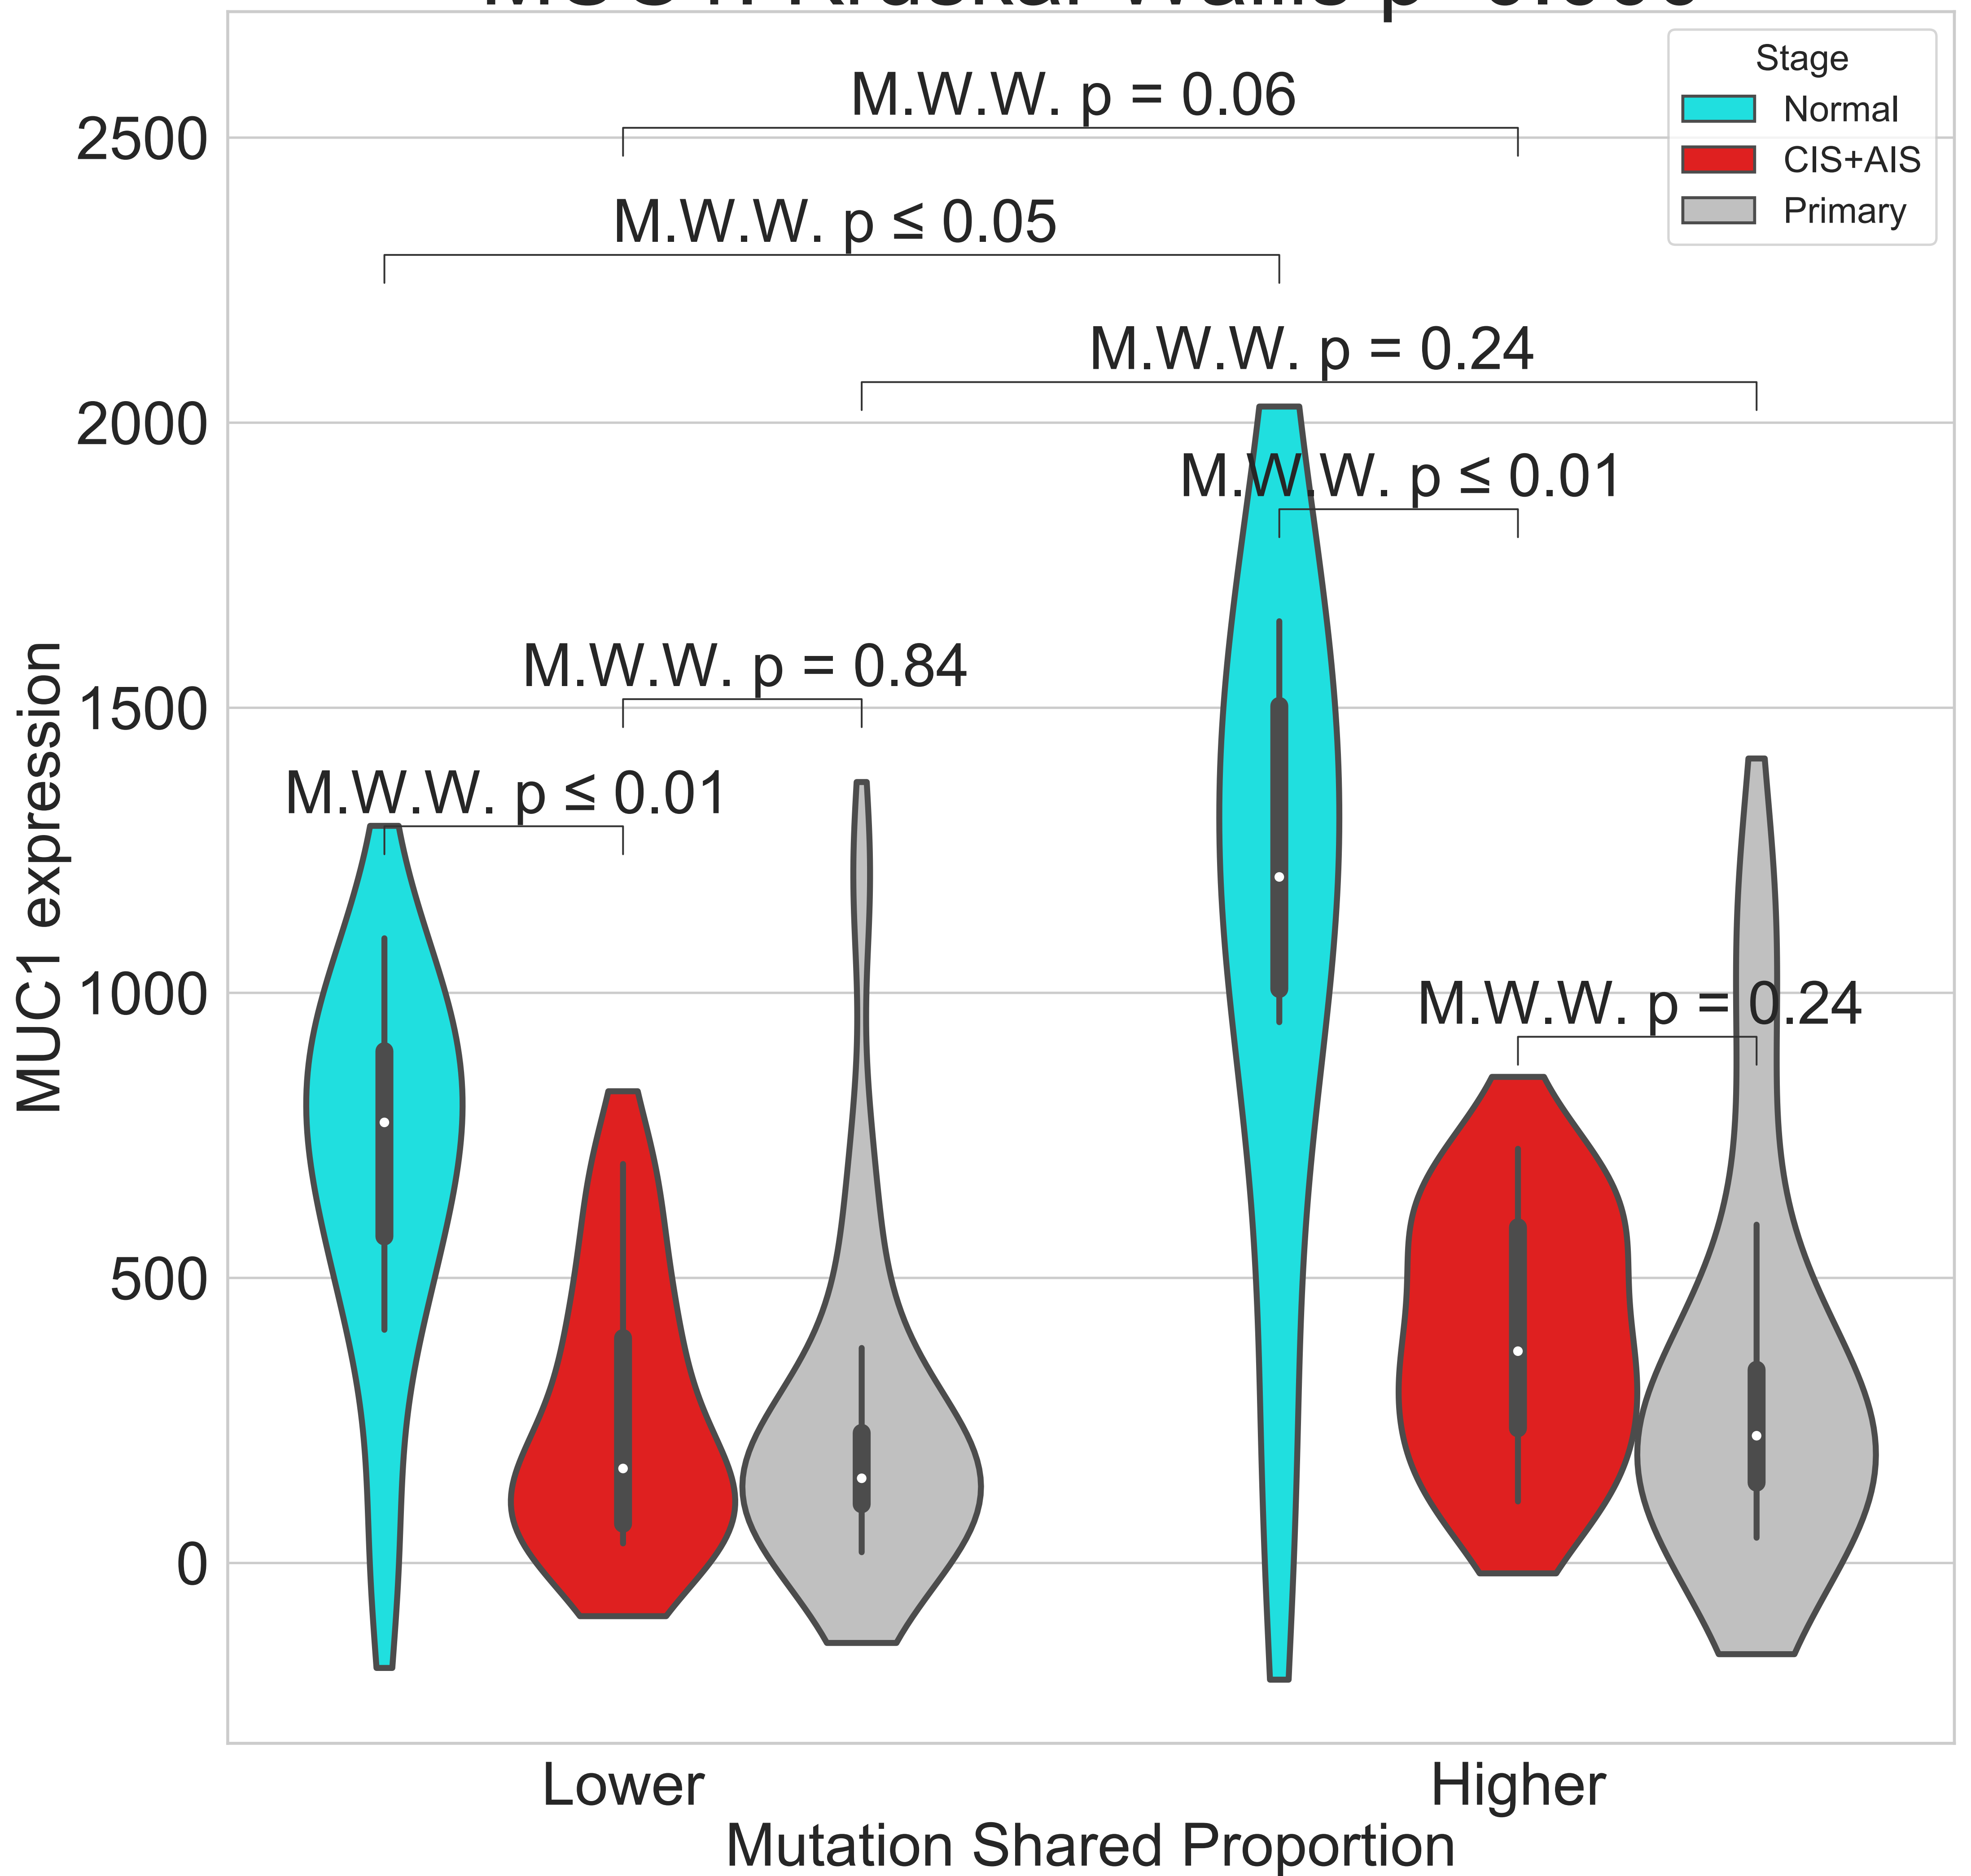 Stage
Normal
CIS+AIS
Primary
M.W.W. p = 0.06
M.W.W. p ≤ 0.05
M.W.W. p = 0.24
M.W.W. p ≤ 0.01
M.W.W. p = 0.84
M.W.W. p ≤ 0.01
M.W.W. p = 0.24
2500
2000
1500
1000
500
0
MUC1 expression
Lower
Higher
Mutation Shared Proportion